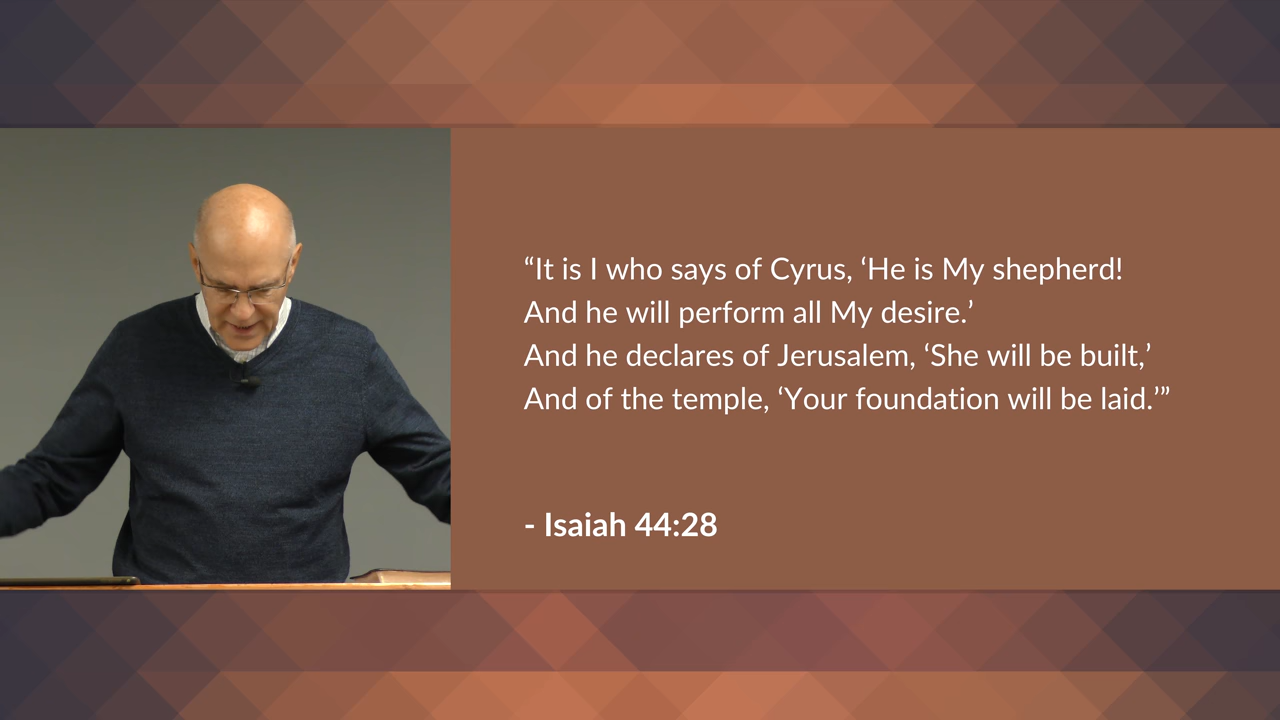 “It is I who says of Cyrus, ‘He is My shepherd!
And he will perform all My desire.’
And he declares of Jerusalem, ‘She will be built,’
And of the temple, ‘Your foundation will be laid.’”
- Isaiah 44:28